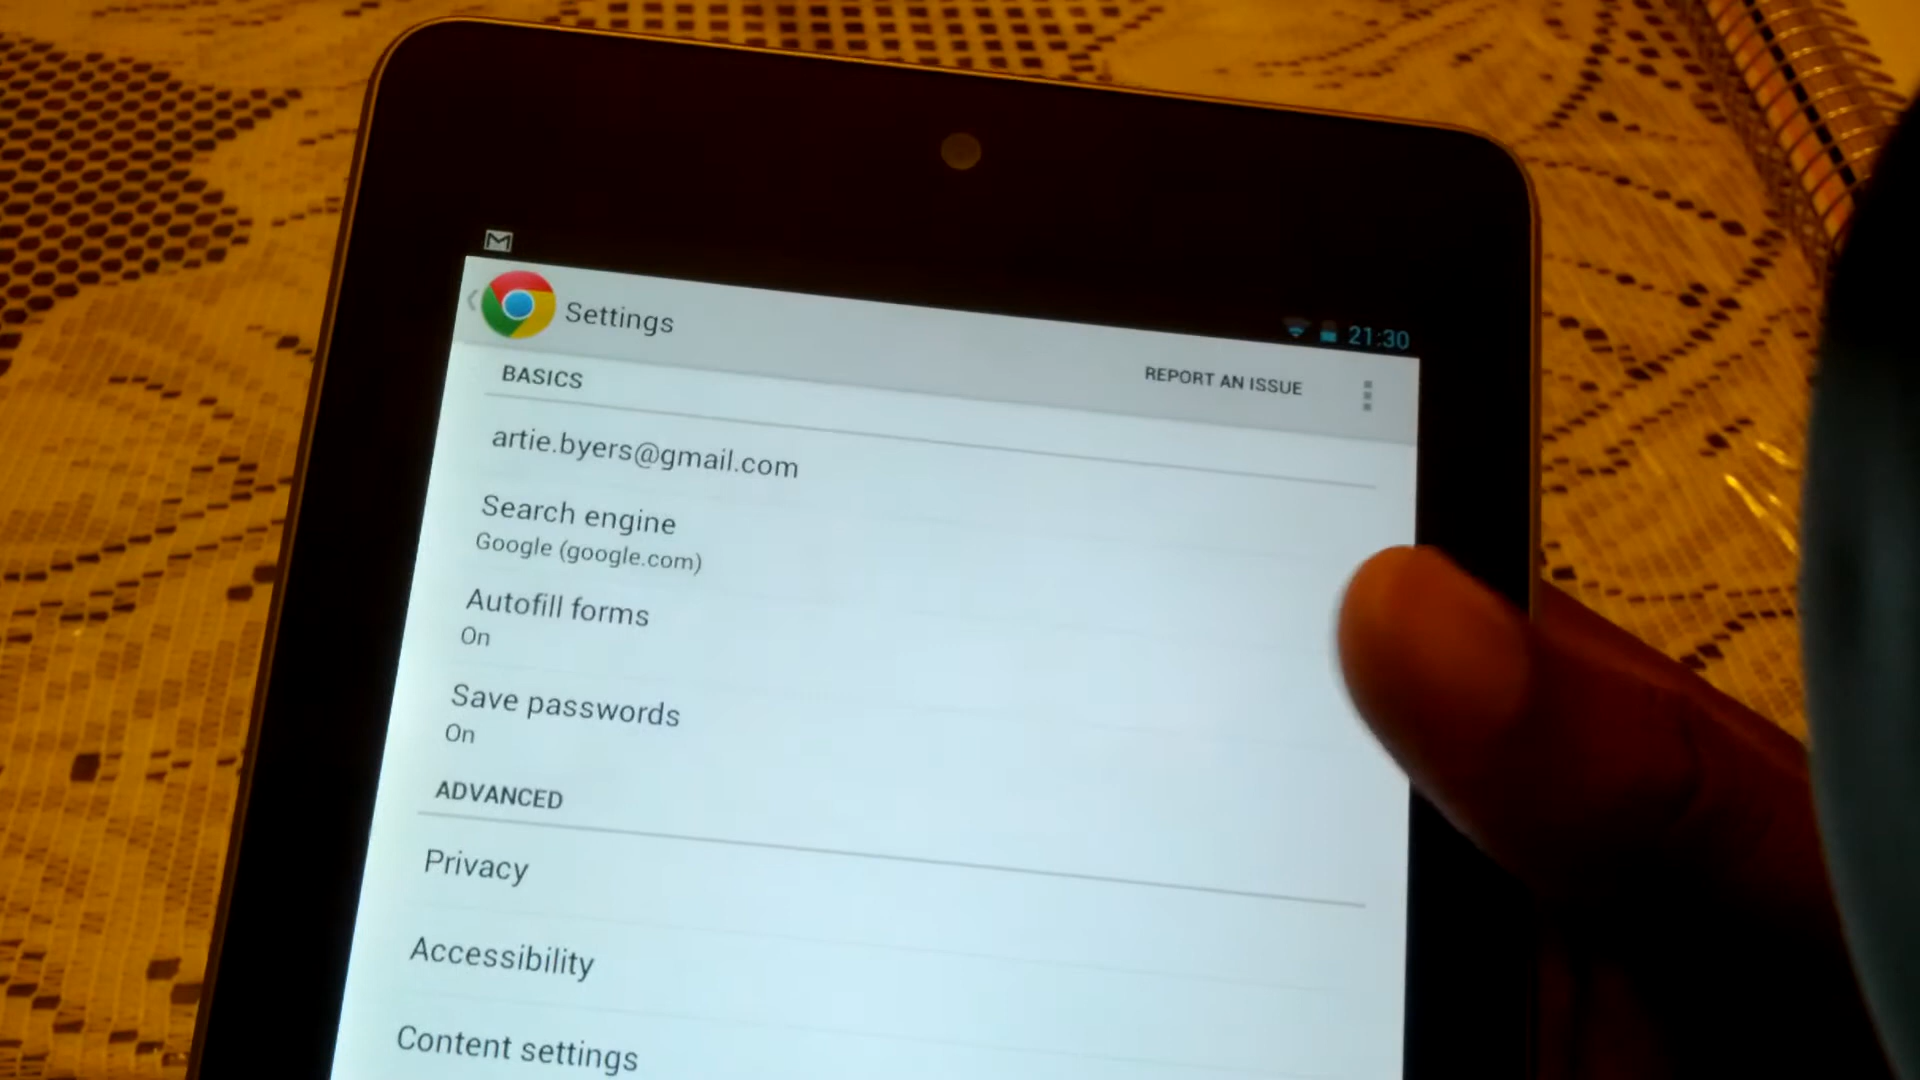 Settings
21:30
REPORT AN ISSUE
BASICS
artie.byers@gmail.com
Search engine
Google (google.com)
Autofill forms
On
Save passwords
On
ADVANCED
Privacy
Accessibility
Content settings